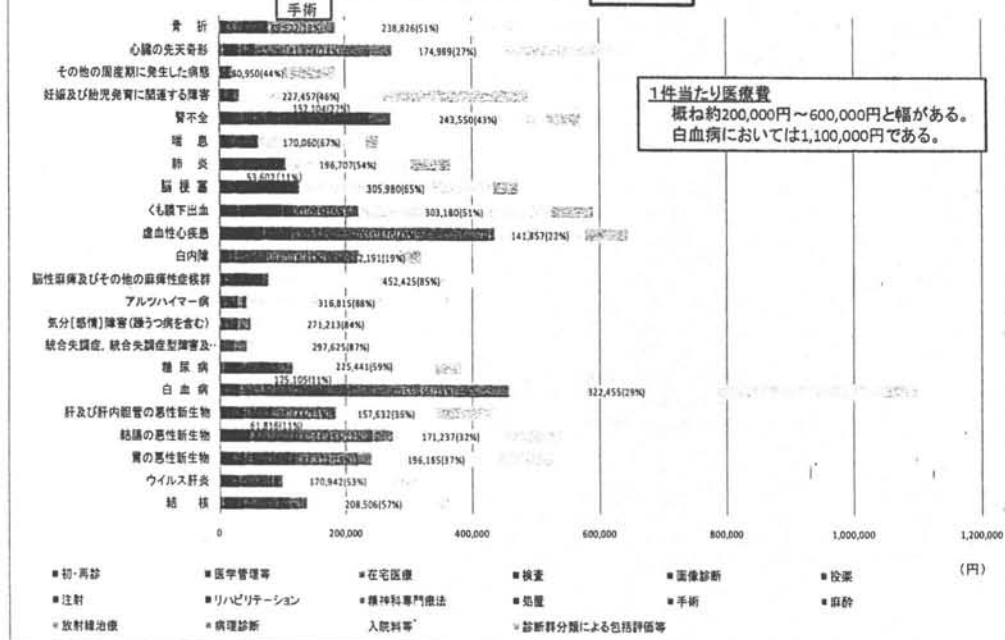 手術
骨 折
238,826(51%)
心臓の先天奇形
174,989(27%)
その他の周産期に発生した病態
60,950(44%)
妊娠及び胎児発育に関連する障害
227,457(46%)
152,104(27%)
腎不全
243,550(43%)
喘 息
170,060(67%)
肺 炎
196,707(54%)
53,602(11%)
脳 梗 塞
305,980(65%)
くも膜下出血
303,180(51%)
虚血性心疾患
141,857(22%)
白内障
2,191(19%)
脳性麻痺及びその他の麻痺性症候群
452,425(85%)
アルツハイマー病
316,815(88%)
気分[感情]障害(躁うつ病を含む)
271,213(84%)
統合失調症、統合失調症型障害及‥
297,625(87%)
糖 尿 病
225,441(59%)
125,105(11%)
白 血 病
322,455(29%)
肝及び肝内胆管の悪性新生物
157,632(36%)
61,816(11%)
結腸の悪性新生物
171,237(32%)
胃の悪性新生物
196,185(37%)
ウイルス肝炎
170,942(53%)
結 核
208,506(57%)
1件当たり医療費
概ね約200,000円～600,000円と幅がある。
白血病においては1,100,000円である。
0 200,000 400,000 600,000 800,000 1,000,000 1,200,000
(円)
■初・再診 ■医学管理等 ■在宅医療 ■検査 ■画像診断 ■投薬
■注射 ■リハビリテーション ■精神科専門療法 ■処置 ■手術 ■麻酔
放射線治療 病理診断 入院料等 診断群分類による包括評価等